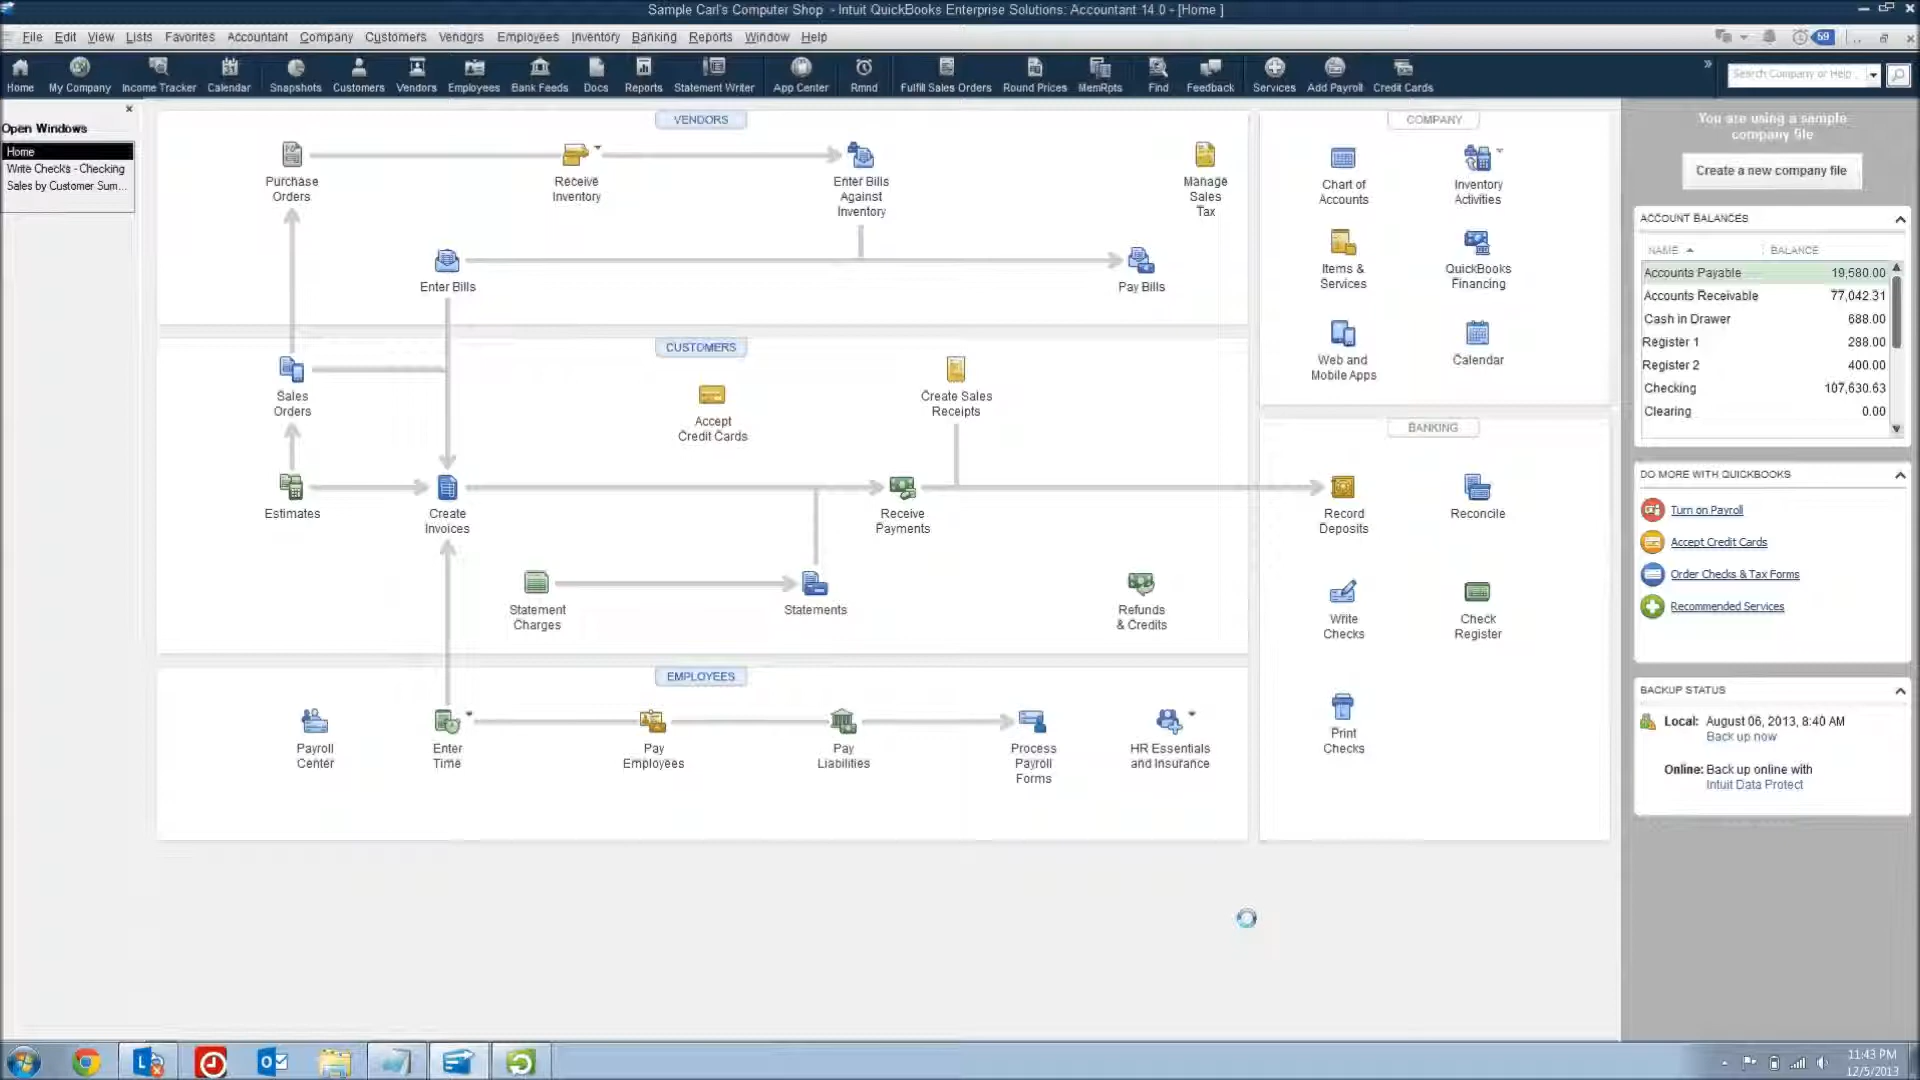 Sample Carl's Computer Shop - Intuit QuickBooks Enterprise Solutions: Accountant 14.0 - [Home ]
File Edit View Lists Favorites Accountant Company Customers Vendors Employees Inventory Banking Reports Window Help
59
Home My Company Income Tracker Calendar Snapshots Customers Vendors Employees Bank Feeds Docs Reports Statement Writer App Center Rmnd Fulfill Sales Orders Round Prices MemRpts Find Feedback Services Add Payroll Credit Cards
Search Company or Help...
Open Windows
Home
Write Checks - Checking
Sales by Customer Sum...
VENDORS
Purchase
Orders
Receive
Inventory
Enter Bills
Against
Inventory
Manage
Sales
Tax
Enter Bills
Pay Bills
CUSTOMERS
Sales
Orders
Accept
Credit Cards
Create Sales
Receipts
Estimates
Create
Invoices
Receive
Payments
Statement
Charges
Statements
Refunds
& Credits
EMPLOYEES
Payroll
Center
Enter
Time
Pay
Employees
Pay
Liabilities
Process
Payroll
Forms
HR Essentials
and Insurance
COMPANY
Chart of
Accounts
Inventory
Activities
Items &
Services
QuickBooks
Financing
Web and
Mobile Apps
Calendar
BANKING
Record
Deposits
Reconcile
Write
Checks
Check
Register
Print
Checks
You are using a sample
company file
Create a new company file
ACCOUNT BALANCES
NAME BALANCE
Accounts Payable 19,580.00
Accounts Receivable 77,042.31
Cash in Drawer 688.00
Register 1 288.00
Register 2 400.00
Checking 107,630.63
Clearing 0.00
DO MORE WITH QUICKBOOKS
Turn on Payroll
Accept Credit Cards
Order Checks & Tax Forms
Recommended Services
BACKUP STATUS
Local: August 06, 2013, 8:40 AM
Back up now
Online: Back up online with
Intuit Data Protect
11:43 PM
12/5/2013